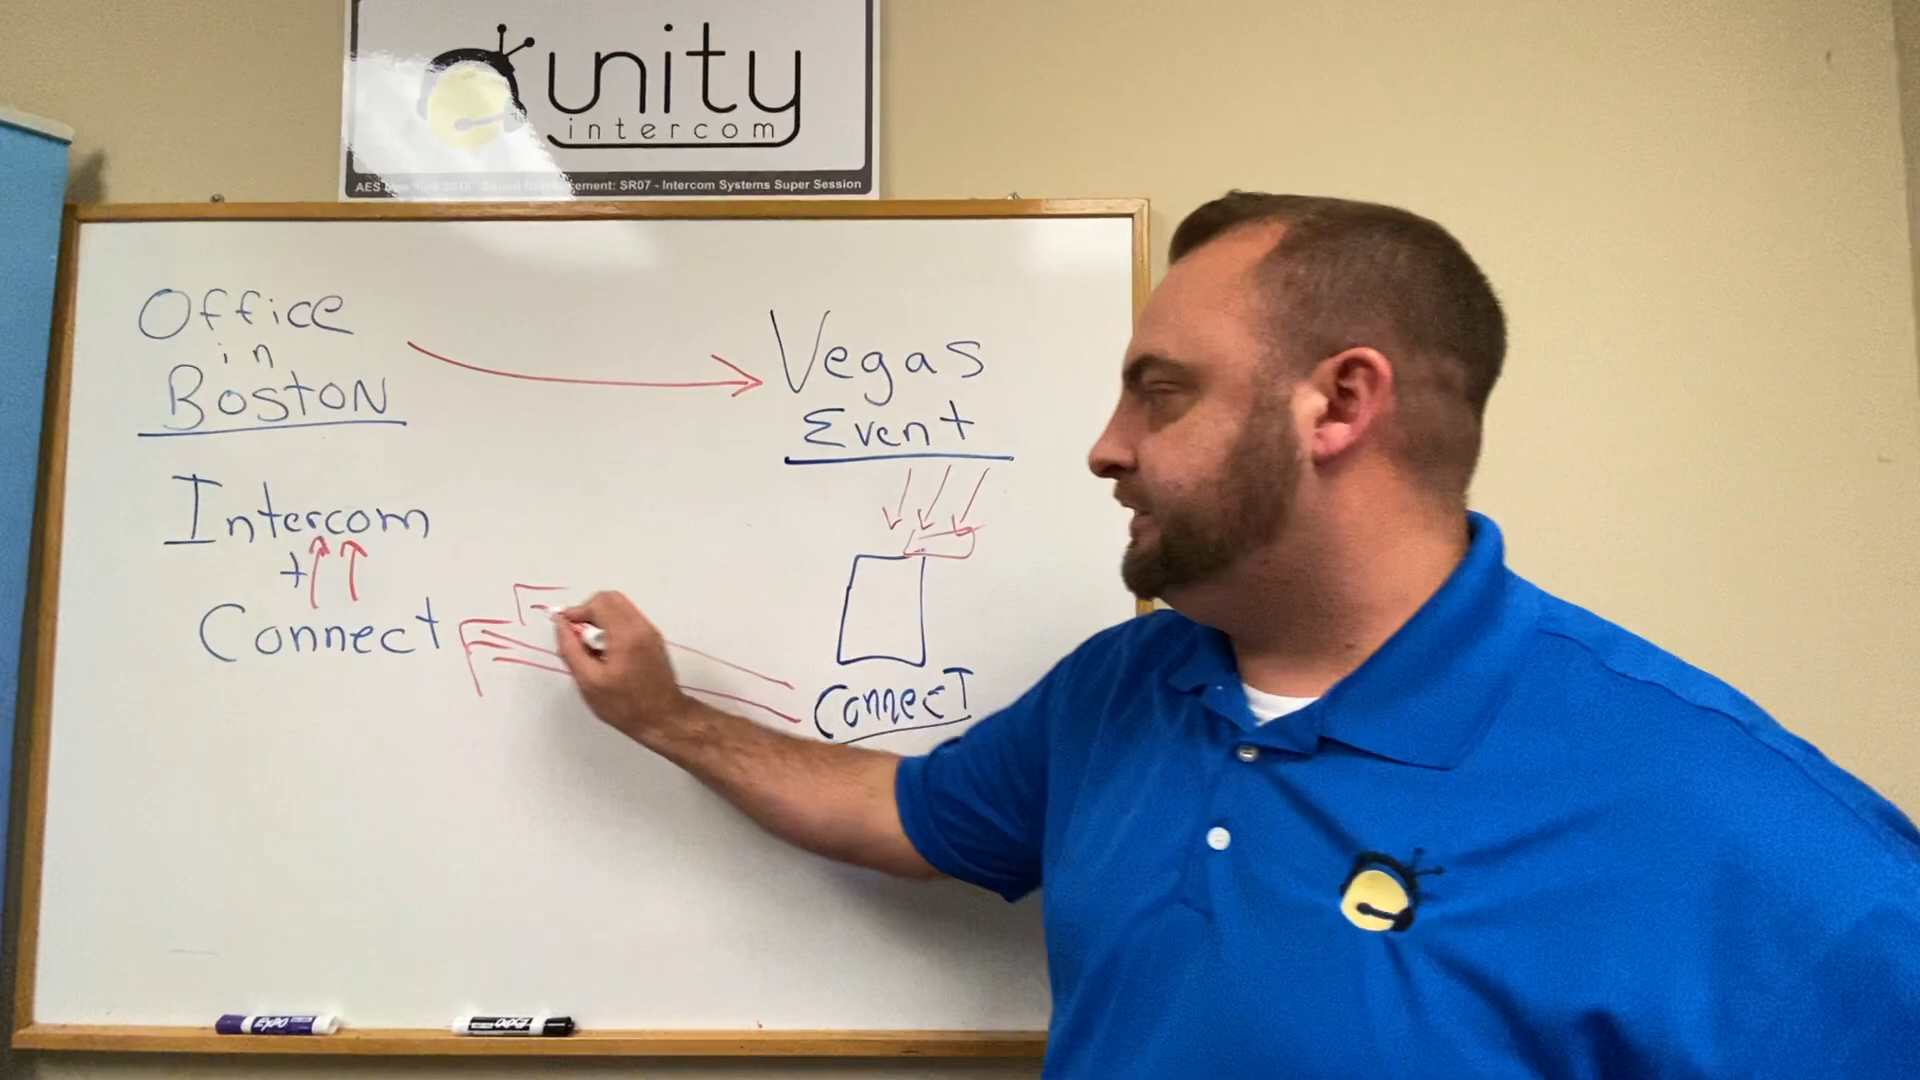 unity
intercom
AES New York 2018 - Sound Reinforcement: SR07 - Intercom Systems Super Session
Office
in
Boston
Vegas
Event
Intercom
+
Connect
Connect
EXPO
EXPO